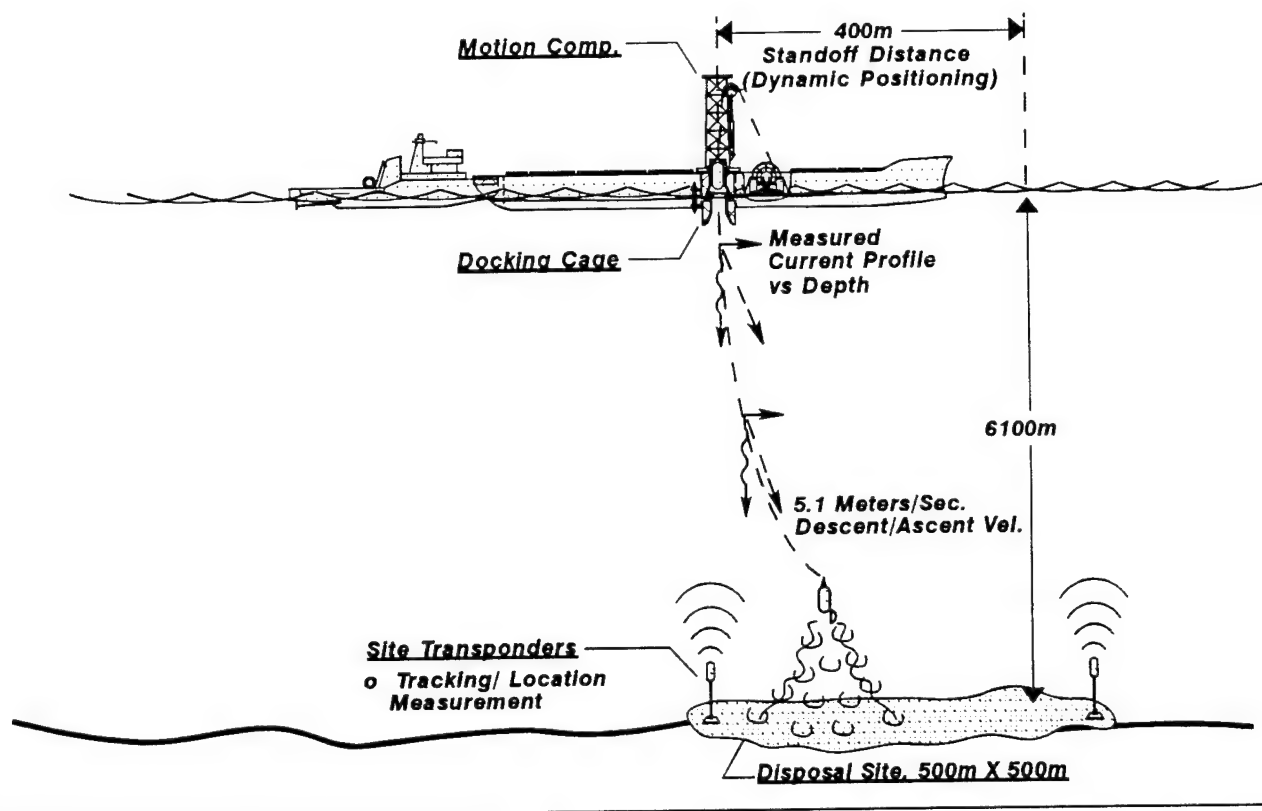 400m
Standoff Distance
(Dynamic Positioning)
Motion Comp.
Docking Cage
Measured
Current Profile
vs Depth
6100m
5.1 Meters/Sec.
Descent/Ascent Vel.
Site Transponders
o Tracking/ Location
Measurement
Disposal Site, 500m X 500m